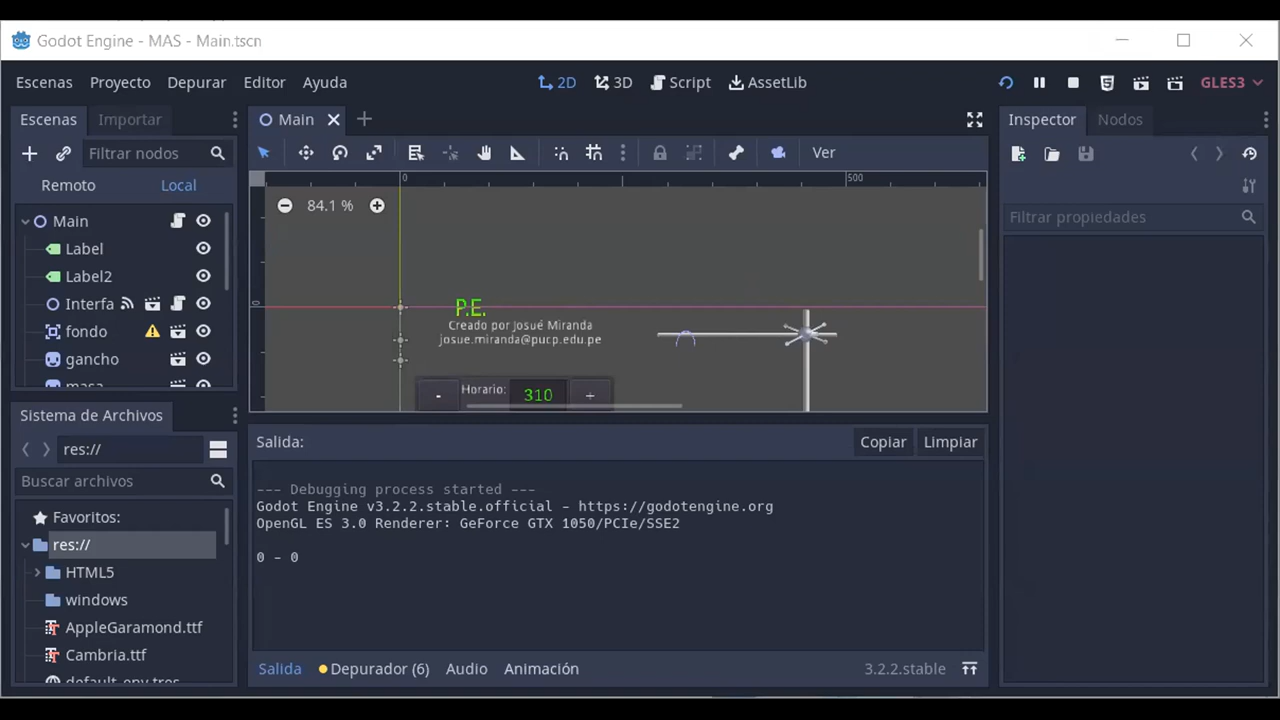 Godot Engine - MAS - Main.tscn
Escenas Proyecto Depurar Editor Ayuda
2D 3D Script AssetLib
GLES3
Escenas Importar
Filtrar nodos
Remoto Local
Main
Label
Label2
Interfa
fondo
gancho
masa
Sistema de Archivos
res://
Buscar archivos
Favoritos:
res://
HTML5
windows
AppleGaramond.ttf
Cambria.ttf
default_env.tres
Main
Ver
0 500
0
84.1 %
P.E.
Creado por Josué Miranda
josue.miranda@pucp.edu.pe
- Horario: 310 +
Salida: Copiar Limpiar
--- Debugging process started ---
Godot Engine v3.2.2.stable.official - https://godotengine.org
OpenGL ES 3.0 Renderer: GeForce GTX 1050/PCIe/SSE2
0 - 0
Salida Depurador (6) Audio Animación 3.2.2.stable
Inspector Nodos
Filtrar propiedades